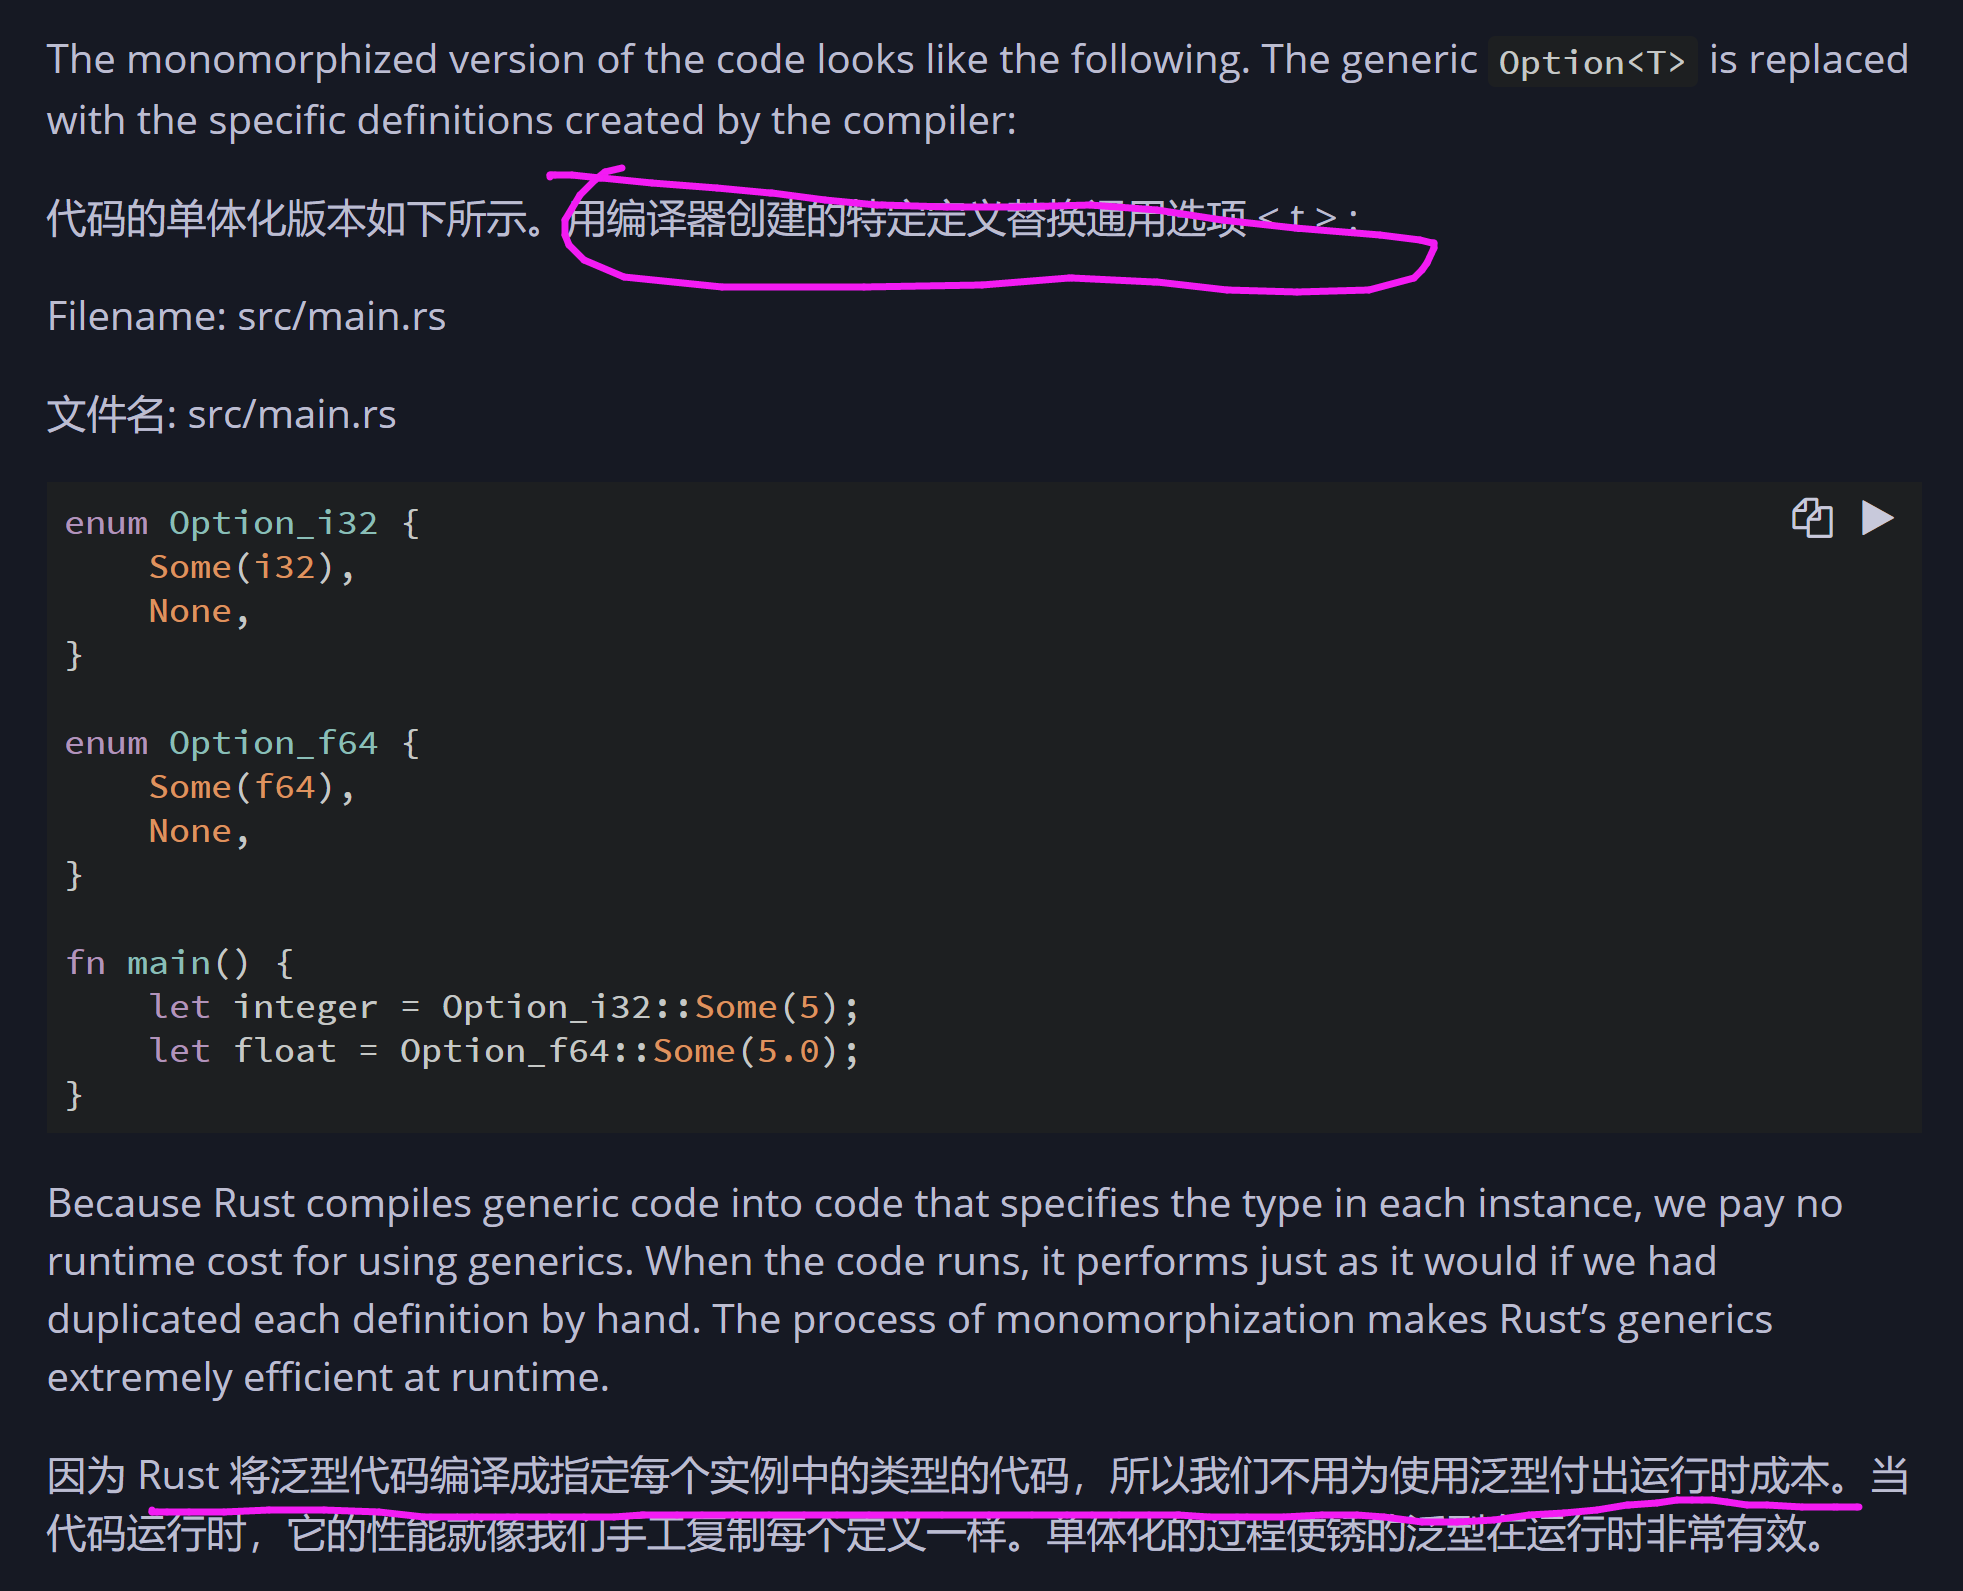 The monomorphized version of the code looks like the following. The generic Option<T> is replaced
with the specific definitions created by the compiler:
代码的单体化版本如下所示。用编译器创建的特定定义替换通用选项 < t > :
Filename: src/main.rs
文件名: src/main.rs
enum Option_i32 {
    Some(i32),
    None,
}
enum Option_f64 {
    Some(f64),
    None,
}
fn main() {
    let integer = Option_i32::Some(5);
    let float = Option_f64::Some(5.0);
}
Because Rust compiles generic code into code that specifies the type in each instance, we pay no
runtime cost for using generics. When the code runs, it performs just as it would if we had
duplicated each definition by hand. The process of monomorphization makes Rust’s generics
extremely efficient at runtime.
因为 Rust 将泛型代码编译成指定每个实例中的类型的代码，所以我们不用为使用泛型付出运行时成本。当
代码运行时，它的性能就像我们手工复制每个定义一样。单体化的过程使锈的泛型在运行时非常有效。